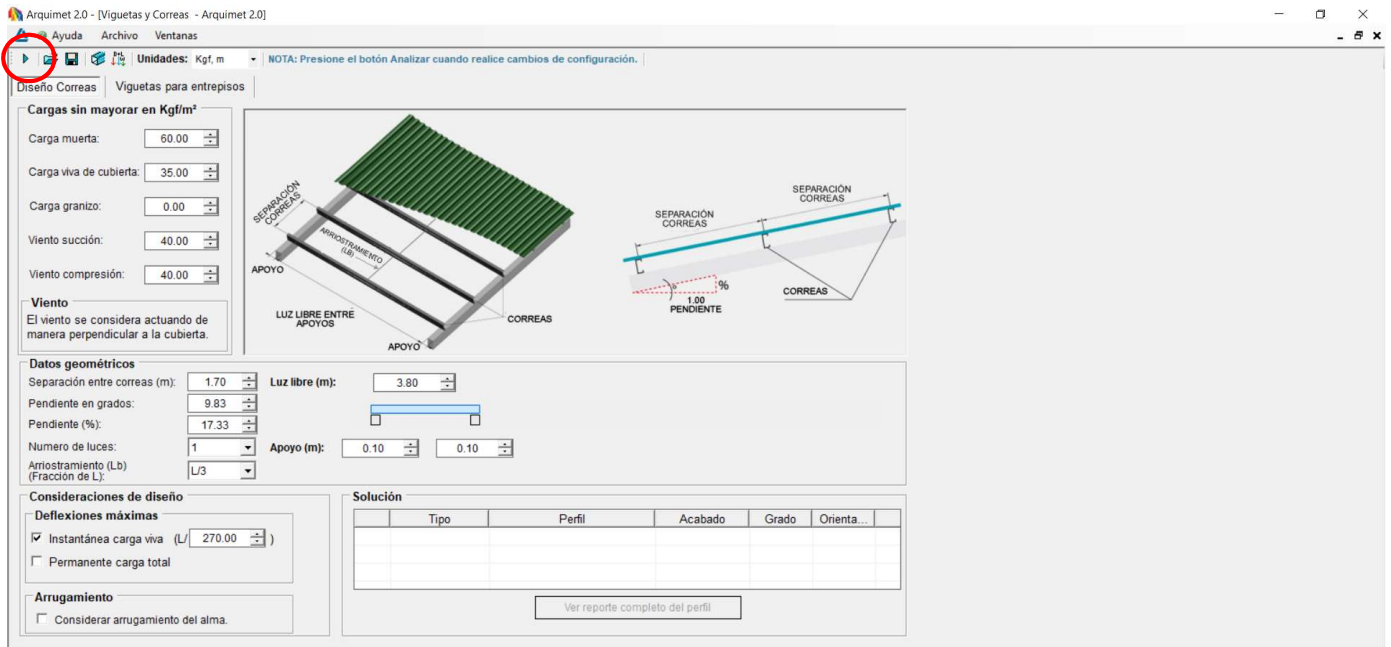 Arquimet 2.0 - [Viguetas y Correas - Arquimet 2.0]
Ayuda Archivo Ventanas
Unidades: Kgf, m NOTA: Presione el botón Analizar cuando realice cambios de configuración.
Diseño Correas Viguetas para entrepisos
Cargas sin mayorar en Kgf/m²
Carga muerta: 60.00
Carga viva de cubierta: 35.00
Carga granizo: 0.00
Viento succión: 40.00
Viento compresión: 40.00
Viento
El viento se considera actuando de
manera perpendicular a la cubierta.
SEPARACIÓN
CORREAS
ARRIOSTRAMIENTO
(LB)
APOYO
LUZ LIBRE ENTRE
APOYOS
CORREAS
APOYO
SEPARACIÓN
CORREAS
SEPARACIÓN
CORREAS
%
1.00
PENDIENTE
CORREAS
Datos geométricos
Separación entre correas (m): 1.70 Luz libre (m): 3.80
Pendiente en grados: 9.83
Pendiente (%): 17.33
Numero de luces: 1 Apoyo (m): 0.10 0.10
Arriostramiento (Lb)
(Fracción de L): L/3
Consideraciones de diseño
Deflexiones máximas
Instantánea carga viva (L/ 270.00 )
Permanente carga total
Arrugamiento
Considerar arrugamiento del alma.
Solución
Tipo Perfil Acabado Grado Orienta...
Ver reporte completo del perfil